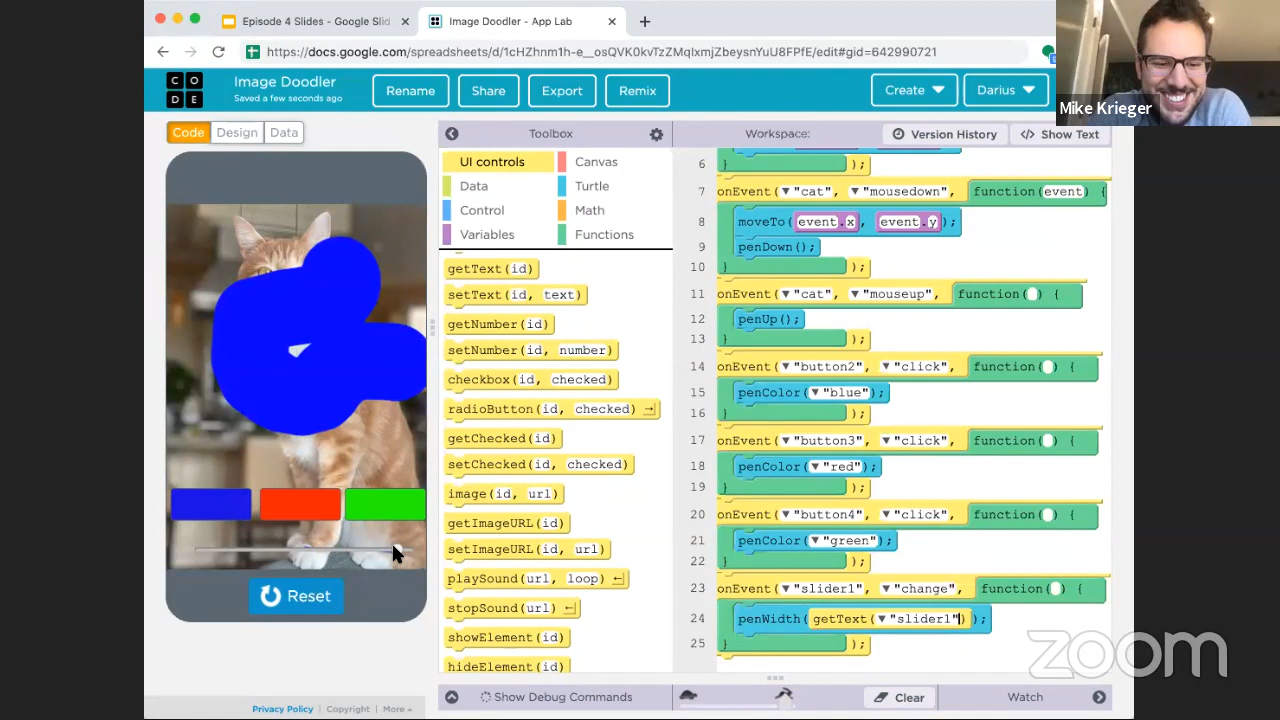 Episode 4 Slides - Google Slid
Image Doodler - App Lab
https://docs.google.com/spreadsheets/d/1cHZhnm1h-e__osQVK0kvTzZMqlxmjZbeysnYuU8FPfE/edit#gid=642990721
CODE
Image Doodler
Saved a few seconds ago
Rename
Share
Export
Remix
Create
Darius
Mike Krieger
Code Design Data
Toolbox
Workspace:
Version History
</> Show Text
UI controls
Canvas
Data
Turtle
Control
Math
Variables
Functions
getText(id)
setText(id, text)
getNumber(id)
setNumber(id, number)
checkbox(id, checked)
radioButton(id, checked)
getChecked(id)
setChecked(id, checked)
image(id, url)
getImageURL(id)
setImageURL(id, url)
playSound(url, loop)
stopSound(url)
showElement(id)
hideElement(id)
6 } );
7 onEvent( "cat", "mousedown", function(event) {
8 moveTo(event.x, event.y);
9 penDown();
10 } );
11 onEvent( "cat", "mouseup", function( ) {
12 penUp();
13 } );
14 onEvent( "button2", "click", function( ) {
15 penColor( "blue");
16 } );
17 onEvent( "button3", "click", function( ) {
18 penColor( "red");
19 } );
20 onEvent( "button4", "click", function( ) {
21 penColor( "green");
22 } );
23 onEvent( "slider1", "change", function( ) {
24 penWidth(getText( "slider1") );
25 } );
Reset
zoom
Show Debug Commands
Clear
Watch
Privacy Policy | Copyright | More